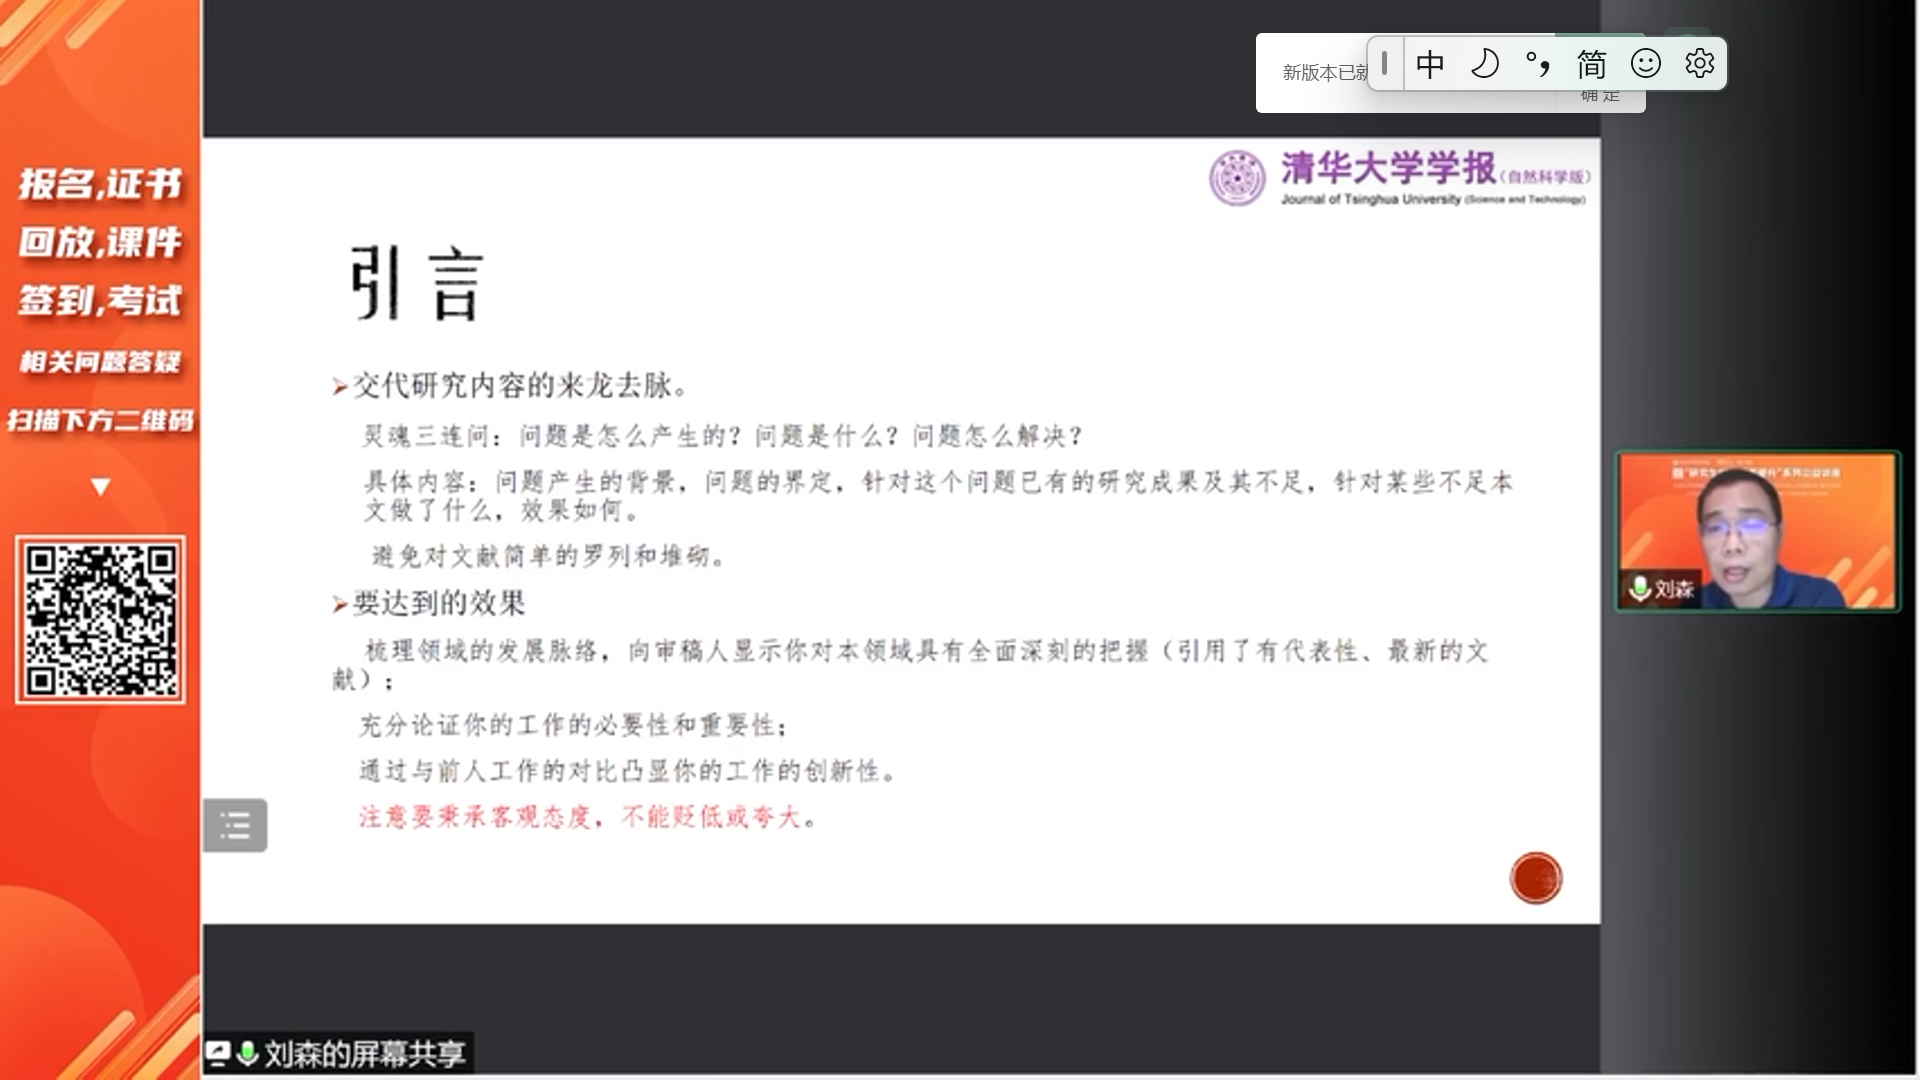 报名,证书
回放,课件
签到,考试
相关问题答疑
扫描下方二维码
新版本已就
中
简
确定
清华大学学报(自然科学版)
Journal of Tsinghua University (Science and Technology)
引言
交代研究内容的来龙去脉。
灵魂三连问：问题是怎么产生的？问题是什么？问题怎么解决？
具体内容：问题产生的背景，问题的界定，针对这个问题已有的研究成果及其不足，针对某些不足本
文做了什么，效果如何。
避免对文献简单的罗列和堆砌。
要达到的效果
梳理领域的发展脉络，向审稿人显示你对本领域具有全面深刻的把握（引用了有代表性、最新的文
献）；
充分论证你的工作的必要性和重要性；
通过与前人工作的对比凸显你的工作的创新性。
注意要秉承客观态度，不能贬低或夸大。
刘森
刘森的屏幕共享